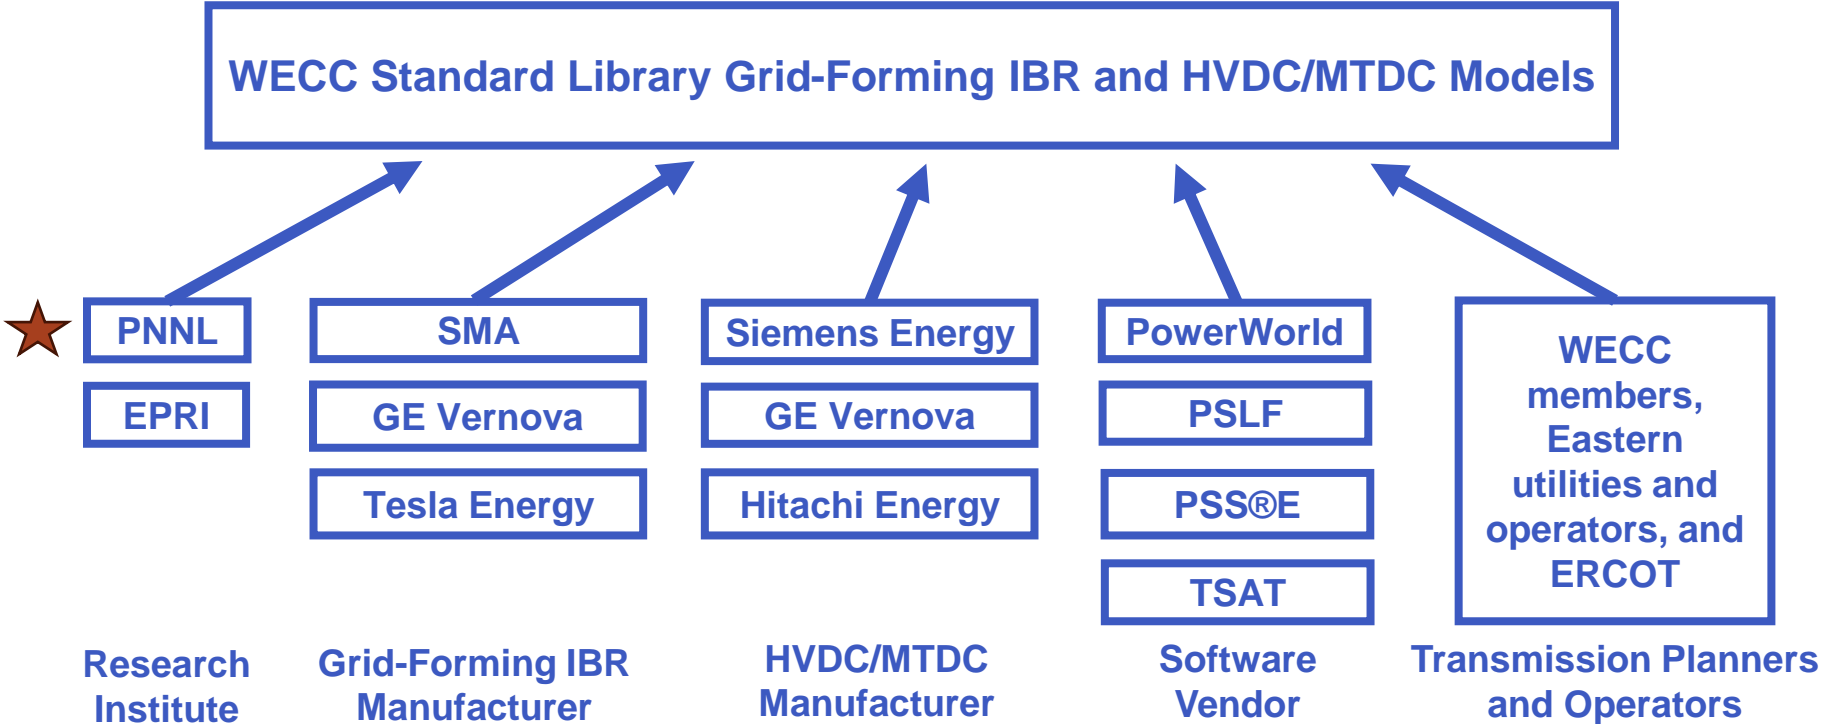 WECC Standard Library Grid-Forming IBR and HVDC/MTDC Models
PNNL
EPRI
Research
Institute
SMA
GE Vernova
Tesla Energy
Grid-Forming IBR
Manufacturer
Siemens Energy
GE Vernova
Hitachi Energy
HVDC/MTDC
Manufacturer
PowerWorld
PSLF
PSS®E
TSAT
Software
Vendor
WECC
members,
Eastern
utilities and
operators, and
ERCOT
Transmission Planners
and Operators